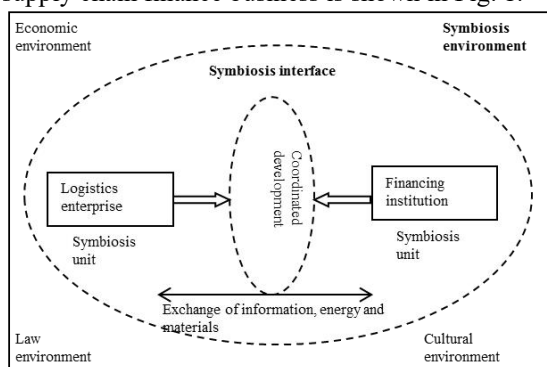 supply chain finance business is shown in Fig. 1.
Economic
environment
Symbiosis
environment
Symbiosis interface
Coordinated
development
Logistics
enterprise
Financing
institution
Symbiosis
unit
Symbiosis
unit
Exchange of information, energy and
materials
Law
environment
Cultural
environment